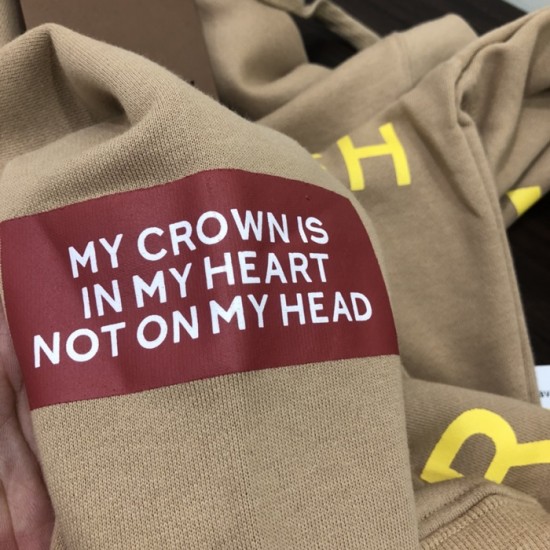 MY CROWN IS
IN MY HEART
NOT ON MY HEAD
H
R